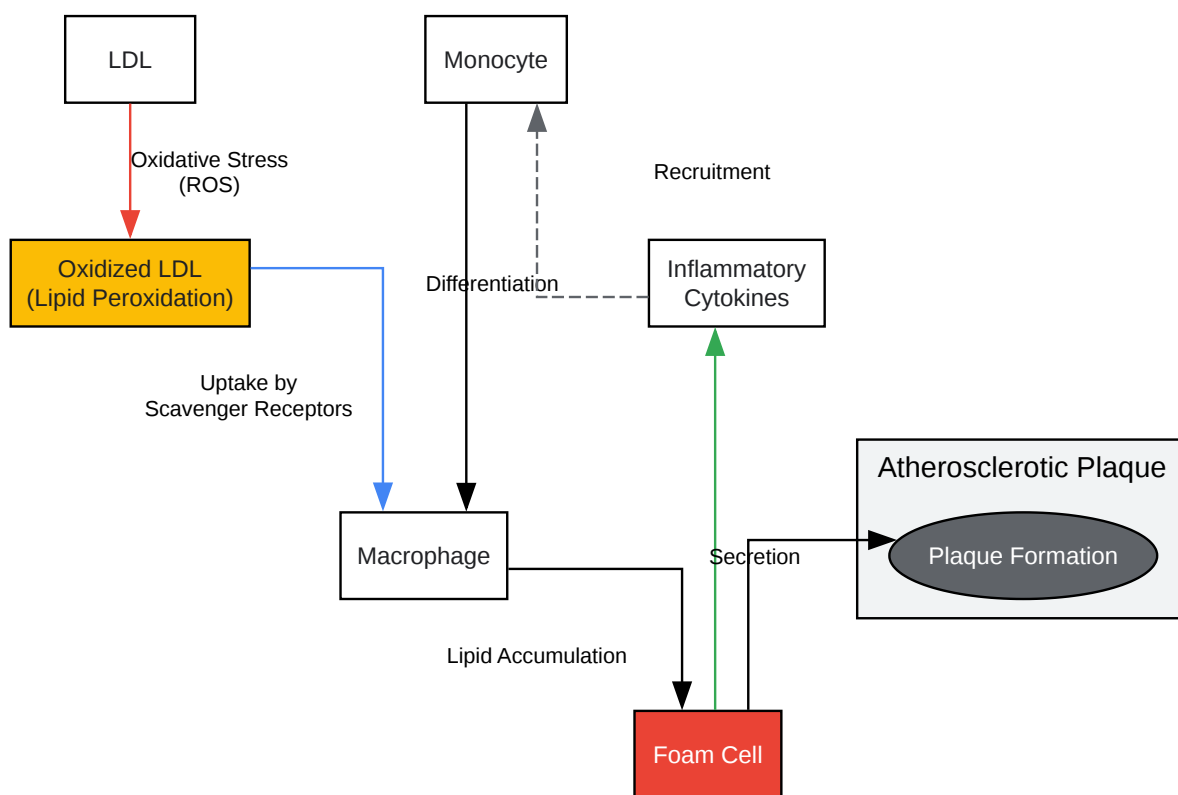 LDL
Monocyte
Oxidative Stress
(ROS)
Recruitment
Oxidized LDL
(Lipid Peroxidation)
Differentiation
Inflammatory
Cytokines
Uptake by
Scavenger Receptors
Atherosclerotic Plaque
Macrophage
Secretion
Plaque Formation
Lipid Accumulation
Foam Cell